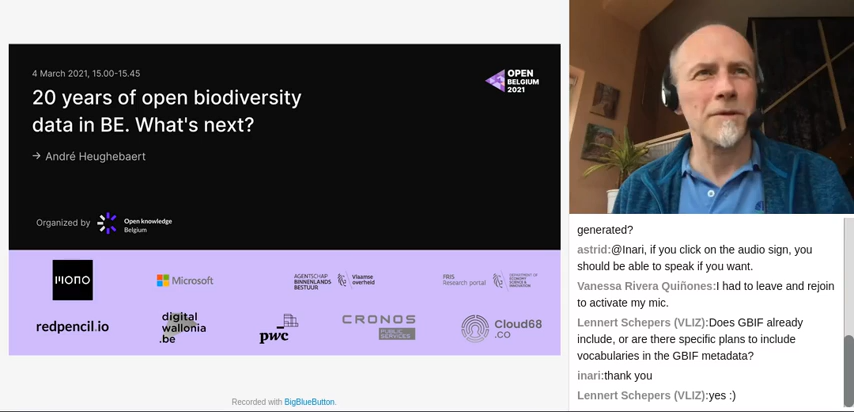 4 March 2021, 15.00-15.45
OPEN
BELGIUM
2021
20 years of open biodiversity
data in BE. What's next?
→ André Heughebaert
Organized by
Open knowledge
Belgium
MONO
Microsoft
AGENTSCHAP
BINNENLANDS
BESTUUR
Vlaamse
overheid
FRIS
Research portal
DEPARTMENT OF
ECONOMY
SCIENCE &
INNOVATION
redpencil.io
digital
wallonia
.be
pwc
CRONOS
PUBLIC
SERVICES
Cloud68
.CO
Recorded with BigBlueButton.
generated?
astrid:@Inari, if you click on the audio sign, you
should be able to speak if you want.
Vanessa Rivera Quiñones:I had to leave and rejoin
to activate my mic.
Lennert Schepers (VLIZ):Does GBIF already
include, or are there specific plans to include
vocabularies in the GBIF metadata?
inari:thank you
Lennert Schepers (VLIZ):yes :)